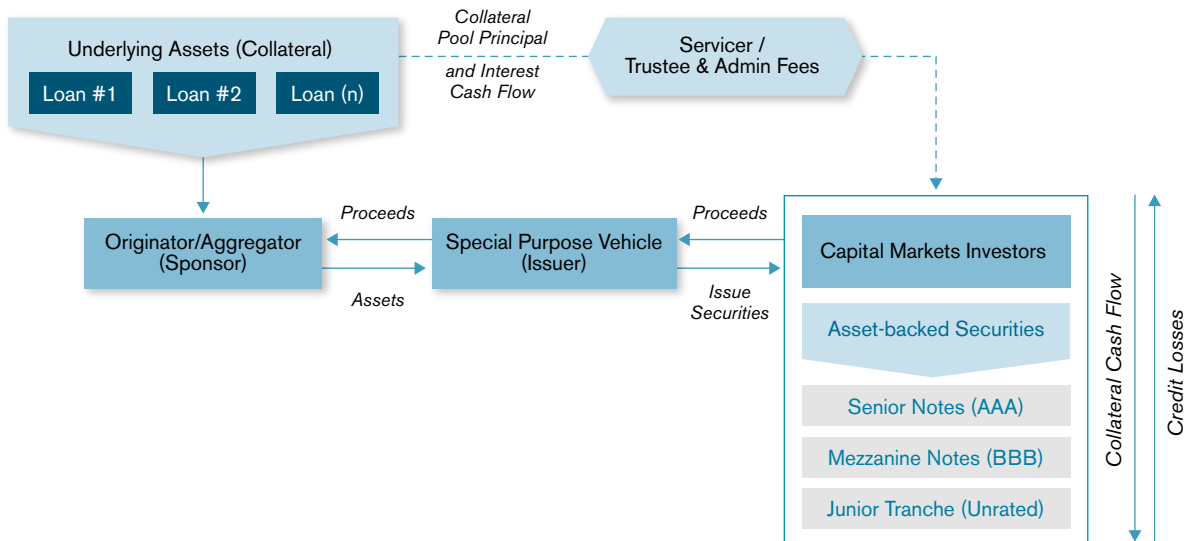 Underlying Assets (Collateral)
Loan #1
Loan #2
Loan (n)
Collateral
Pool Principal
and Interest
Cash Flow
Servicer /
Trustee & Admin Fees
Originator/Aggregator
(Sponsor)
Proceeds
Assets
Special Purpose Vehicle
(Issuer)
Proceeds
Issue
Securities
Capital Markets Investors
Asset-backed Securities
Senior Notes (AAA)
Mezzanine Notes (BBB)
Junior Tranche (Unrated)
Collateral Cash Flow
Credit Losses